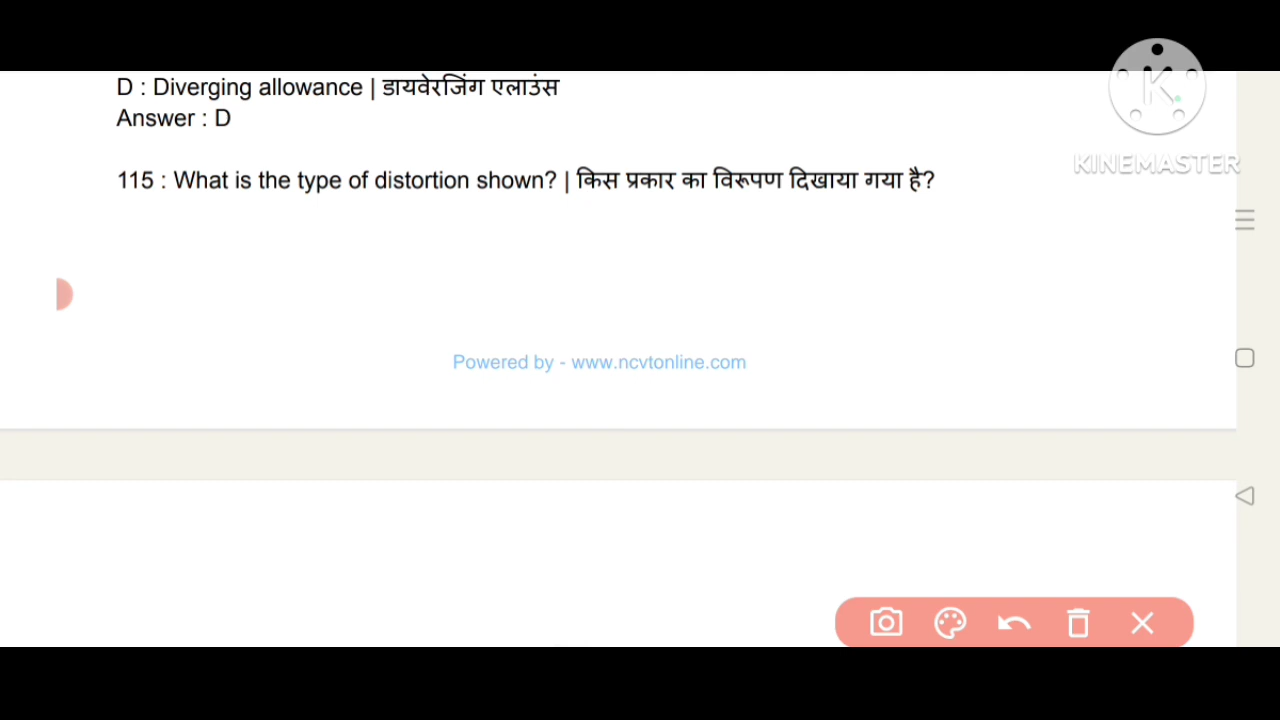 D : Diverging allowance | डायवेरजिंग एलाउंस
Answer : D
115 : What is the type of distortion shown? | किस प्रकार का विरूपण दिखाया गया है?
Powered by - www.ncvtonline.com
K
KINEMASTER